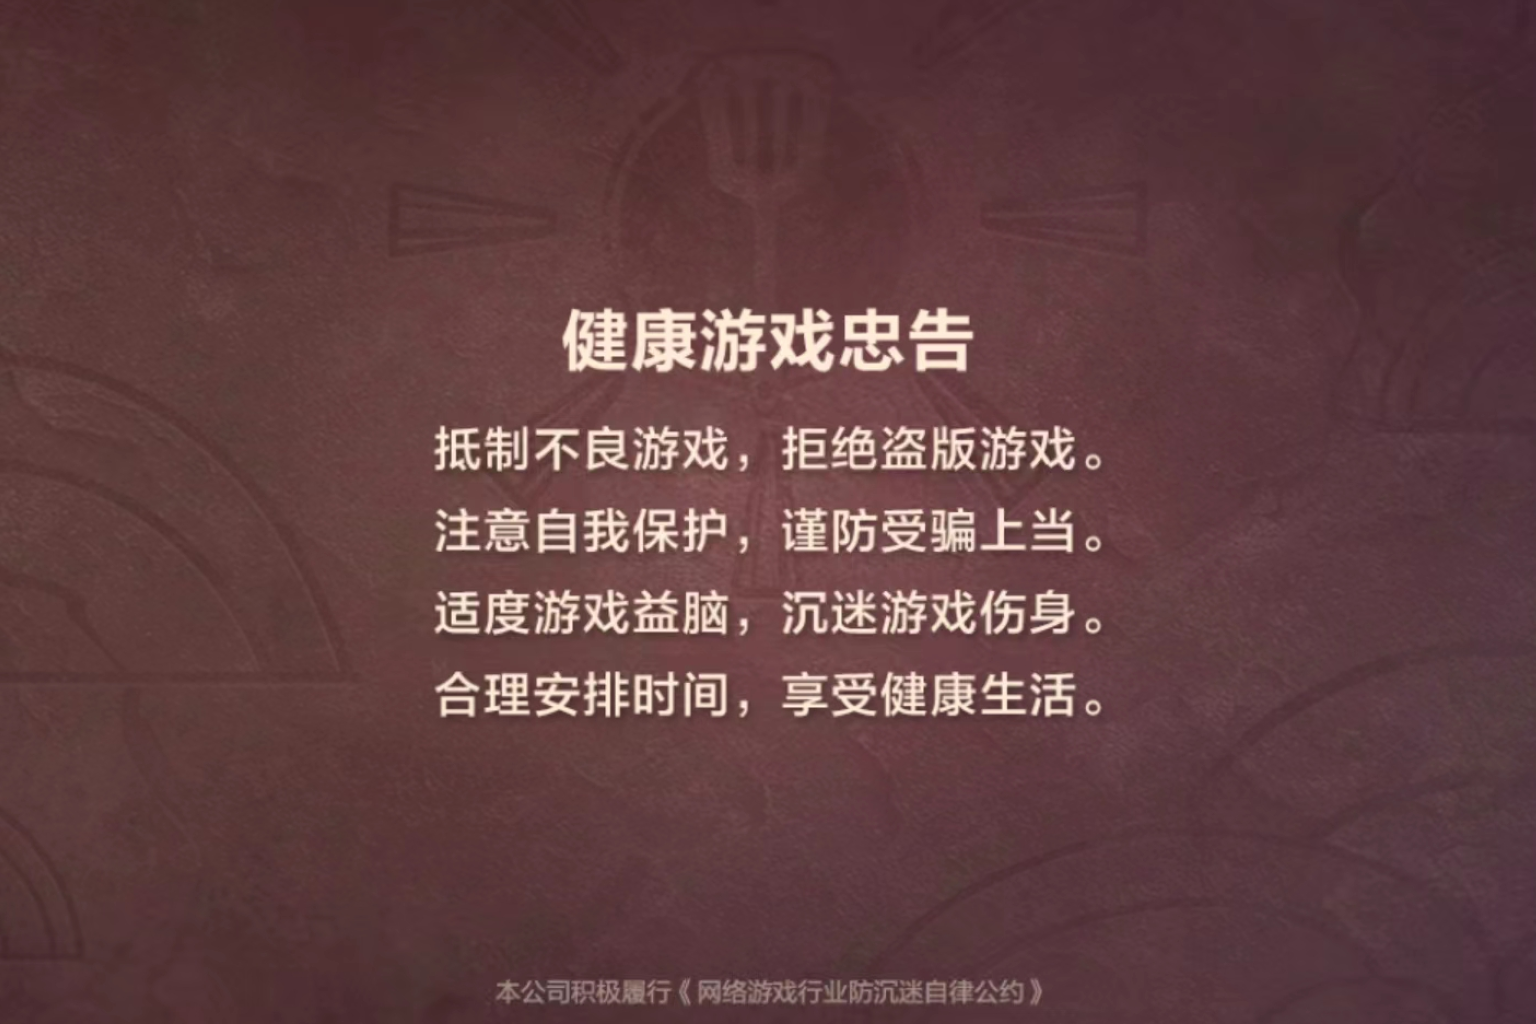 健康游戏忠告
抵制不良游戏，拒绝盗版游戏。
注意自我保护，谨防受骗上当。
适度游戏益脑，沉迷游戏伤身。
合理安排时间，享受健康生活。
本公司积极履行《网络游戏行业防沉迷自律公约》